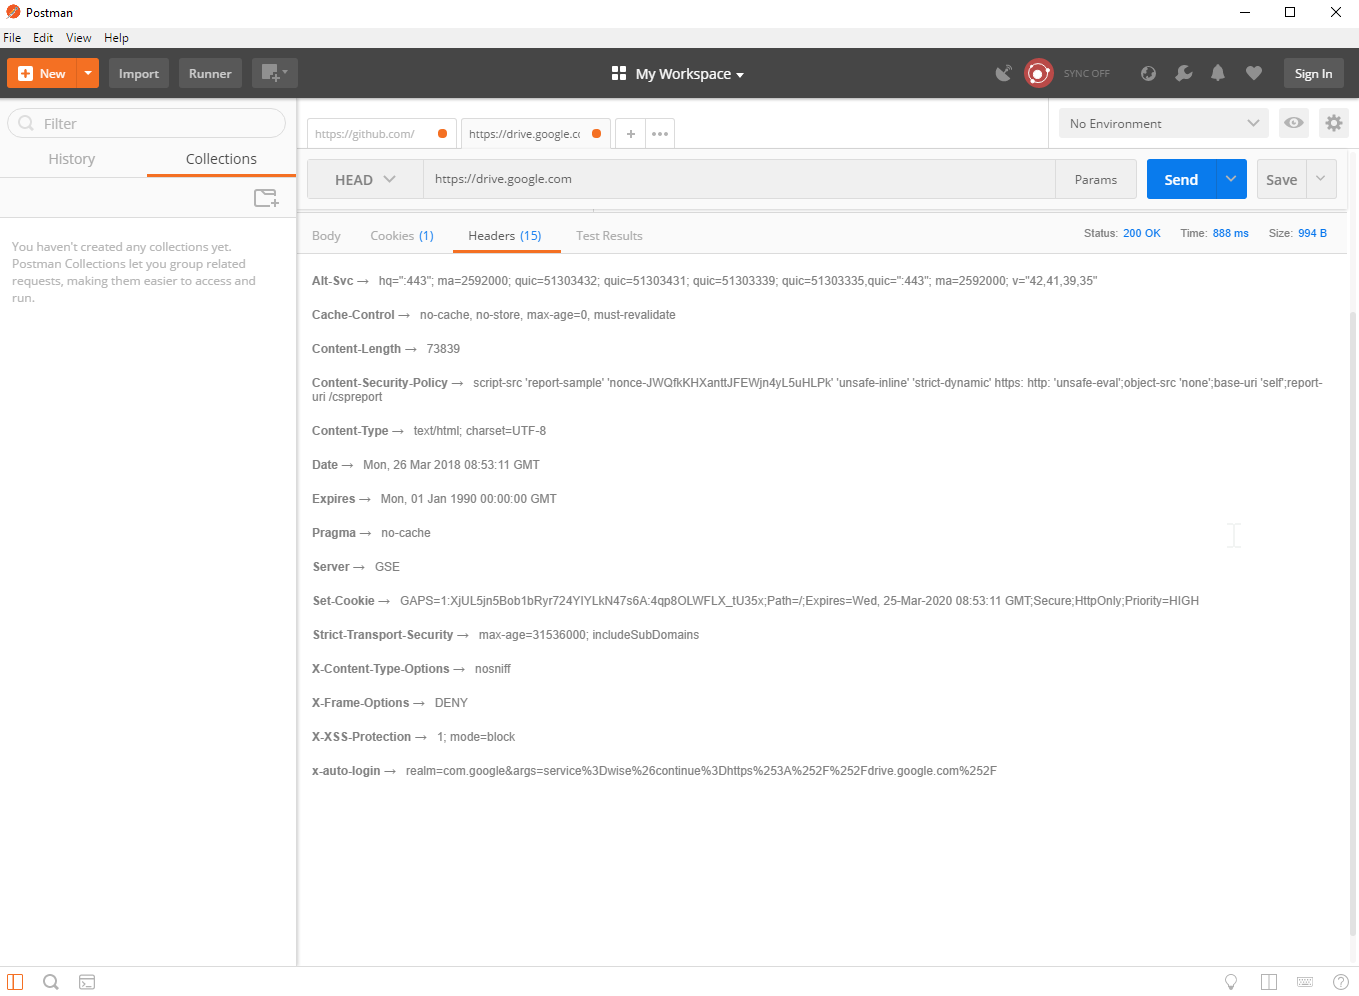 Postman
File Edit View Help
New Import Runner My Workspace SYNC OFF Sign In
Filter
History Collections
You haven't created any collections yet.
Postman Collections let you group related
requests, making them easier to access and
run.
https://github.com/ https://drive.google.cc + ••• No Environment
HEAD https://drive.google.com Params Send Save
Body Cookies (1) Headers (15) Test Results Status: 200 OK Time: 888 ms Size: 994 B
Alt-Svc → hq=":443"; ma=2592000; quic=51303432; quic=51303431; quic=51303339; quic=51303335,quic=":443"; ma=2592000; v="42,41,39,35"
Cache-Control → no-cache, no-store, max-age=0, must-revalidate
Content-Length → 73839
Content-Security-Policy → script-src 'report-sample' 'nonce-JWQfkKHXanttJFEWjn4yL5uHLPk' 'unsafe-inline' 'strict-dynamic' https: http: 'unsafe-eval';object-src 'none';base-uri 'self';report-
uri /cspreport
Content-Type → text/html; charset=UTF-8
Date → Mon, 26 Mar 2018 08:53:11 GMT
Expires → Mon, 01 Jan 1990 00:00:00 GMT
Pragma → no-cache
Server → GSE
Set-Cookie → GAPS=1:XjUL5jn5Bob1bRyr724YIYLkN47s6A:4qp8OLWFLX_tU35x;Path=/;Expires=Wed, 25-Mar-2020 08:53:11 GMT;Secure;HttpOnly;Priority=HIGH
Strict-Transport-Security → max-age=31536000; includeSubDomains
X-Content-Type-Options → nosniff
X-Frame-Options → DENY
X-XSS-Protection → 1; mode=block
x-auto-login → realm=com.google&args=service%3Dwise%26continue%3Dhttps%253A%252F%252Fdrive.google.com%252F